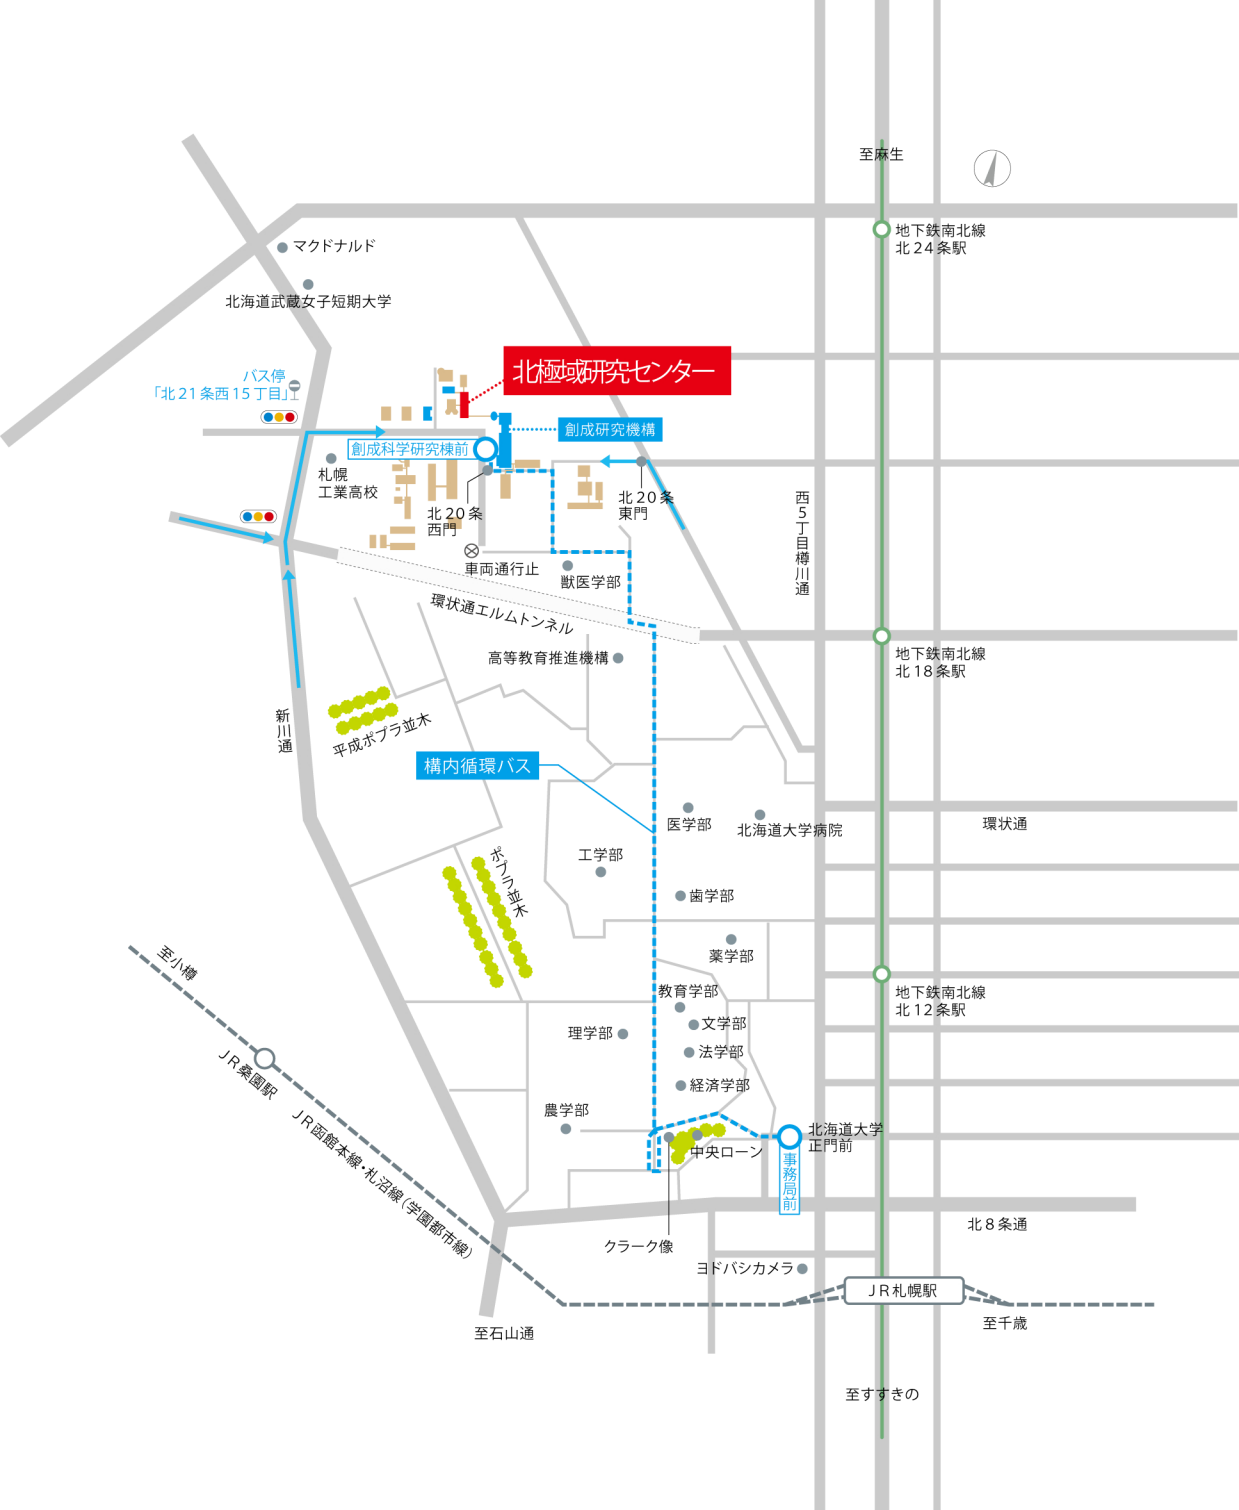 至麻生
地下鉄南北線
北24条駅
マクドナルド
北海道武蔵女子短期大学
北極域研究センター
バス停
「北21条西15丁目」
創成研究機構
創成科学研究棟前
札幌
工業高校
北20条
西門
北20条
東門
西5丁目樽川通
車両通行止
獣医学部
環状通エルムトンネル
高等教育推進機構
地下鉄南北線
北18条駅
新川通
平成ポプラ並木
構内循環バス
医学部
北海道大学病院
環状通
工学部
ポプラ並木
歯学部
薬学部
至小樽
教育学部
地下鉄南北線
北12条駅
文学部
理学部
法学部
JR桑園駅
経済学部
農学部
JR函館本線・札沼線(学園都市線)
北海道大学
正門前
中央ローン
事務局前
北8条通
クラーク像
ヨドバシカメラ
JR札幌駅
至千歳
至石山通
至すすきの